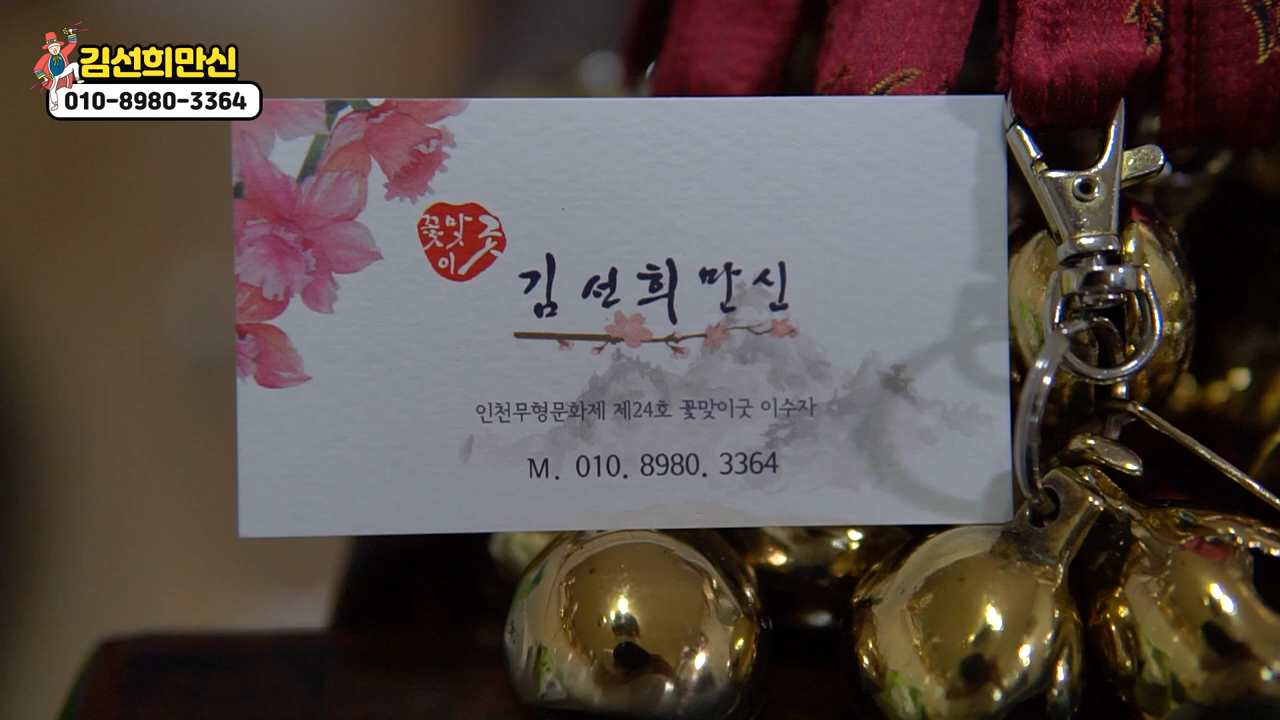 김선희만신
010-8980-3364
꽃맞이굿
김선희만신
인천무형문화제 제24호 꽃맞이굿 이수자
M. 010. 8980. 3364